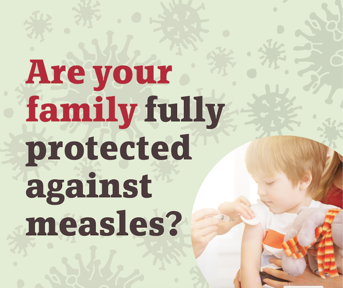 Are your
family fully
protected
against
measles?